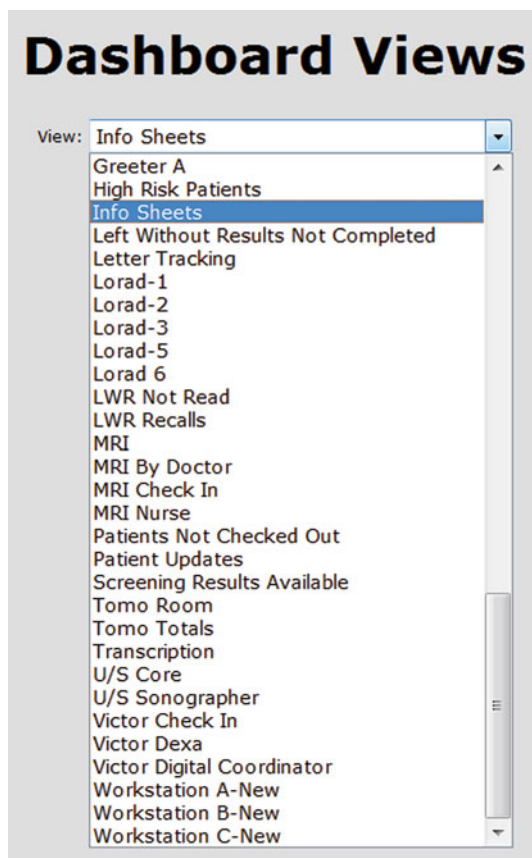 Dashboard Views
View: Info Sheets
Greeter A
High Risk Patients
Info Sheets
Left Without Results Not Completed
Letter Tracking
Lorad-1
Lorad-2
Lorad-3
Lorad-5
Lorad 6
LWR Not Read
LWR Recalls
MRI
MRI By Doctor
MRI Check In
MRI Nurse
Patients Not Checked Out
Patient Updates
Screening Results Available
Tomo Room
Tomo Totals
Transcription
U/S Core
U/S Sonographer
Victor Check In
Victor Dexa
Victor Digital Coordinator
Workstation A-New
Workstation B-New
Workstation C-New